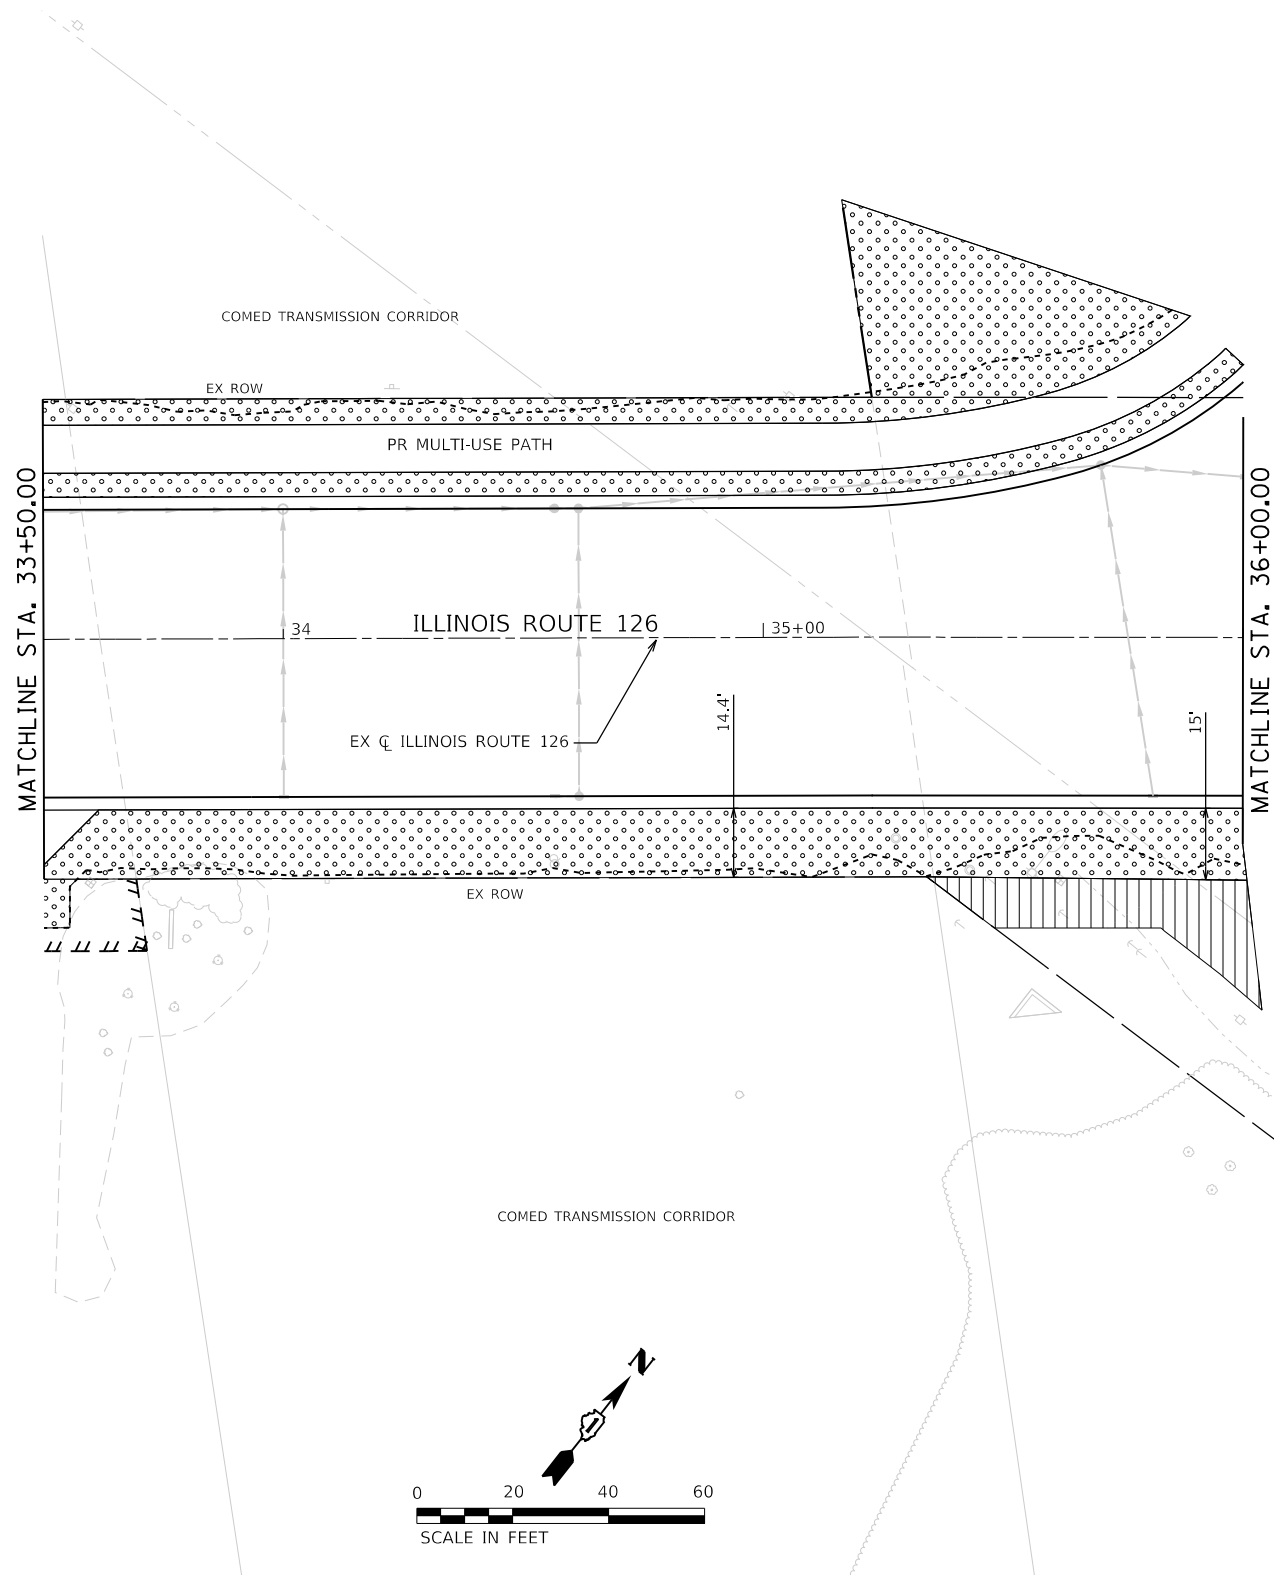 COMED TRANSMISSION CORRIDOR
EX ROW
PR MULTI-USE PATH
MATCHLINE STA. 33+50.00
MATCHLINE STA. 36+00.00
ILLINOIS ROUTE 126
34
35+00
14.4'
15'
EX ℄ ILLINOIS ROUTE 126
EX ROW
COMED TRANSMISSION CORRIDOR
N
0 20 40 60
SCALE IN FEET